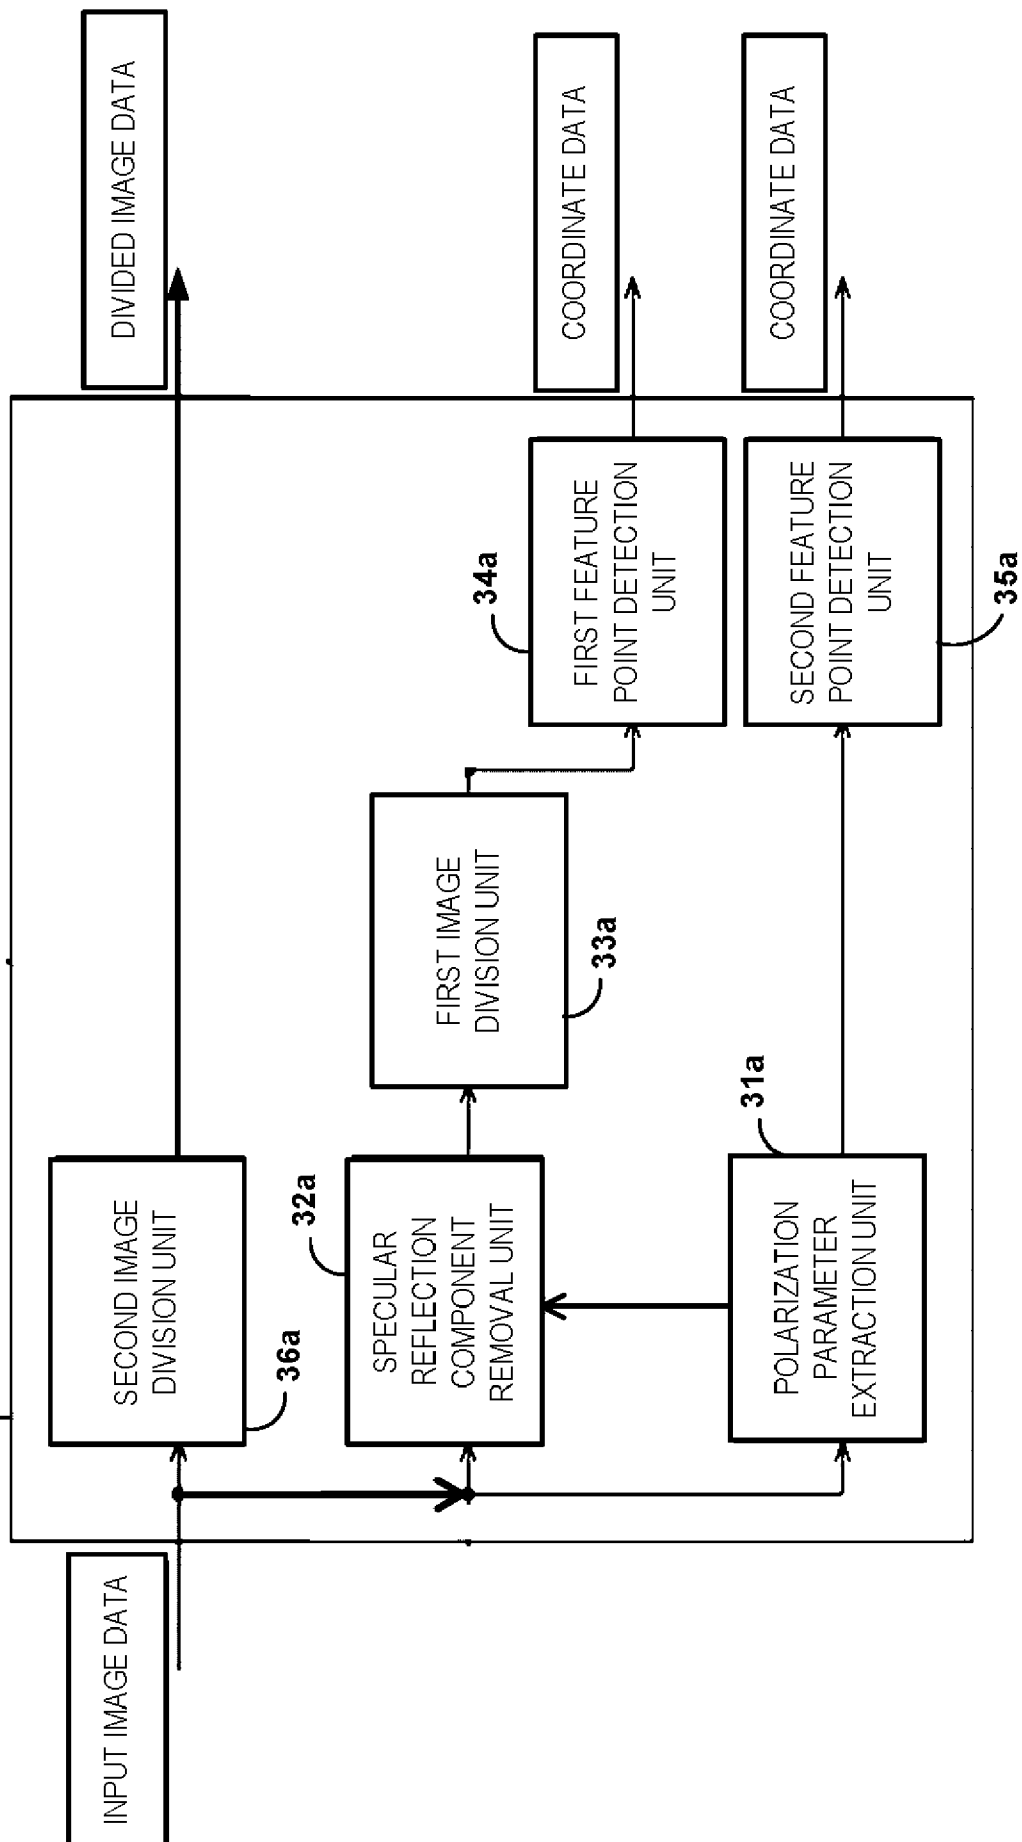 INPUT IMAGE DATA
SECOND IMAGE
DIVISION UNIT
36a
DIVIDED IMAGE DATA
SPECULAR
REFLECTION
COMPONENT
REMOVAL UNIT
32a
FIRST IMAGE
DIVISION UNIT
33a
FIRST FEATURE
POINT DETECTION
UNIT
34a
COORDINATE DATA
POLARIZATION
PARAMETER
EXTRACTION UNIT
31a
SECOND FEATURE
POINT DETECTION
UNIT
35a
COORDINATE DATA